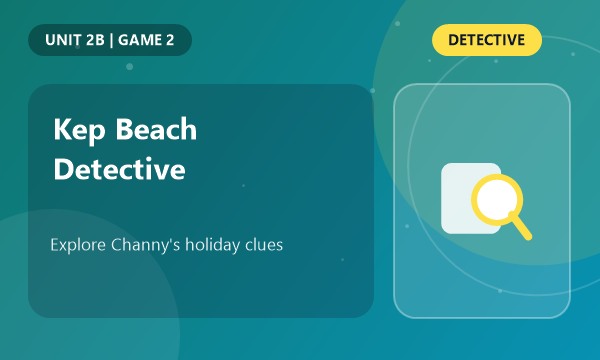 UNIT 2B | GAME 2
DETECTIVE
Kep Beach
Detective
Explore Channy's holiday clues